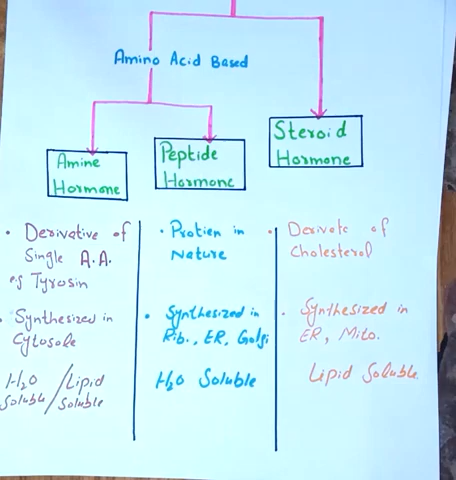 Amino Acid Based
Amine
Hormone
Peptide
Hormone
Steroid
Hormone
• Derivative of
Single A.A.
e.g Tyrosin
• Synthesized in
Cytosole
H₂O / Lipid
Soluble / Soluble
• Protien in
Nature
• Synthesized in
Rib., ER, Golgi
H₂O Soluble
• Derivate of
Cholesterol
• Synthesized in
ER, Mito.
Lipid Soluble